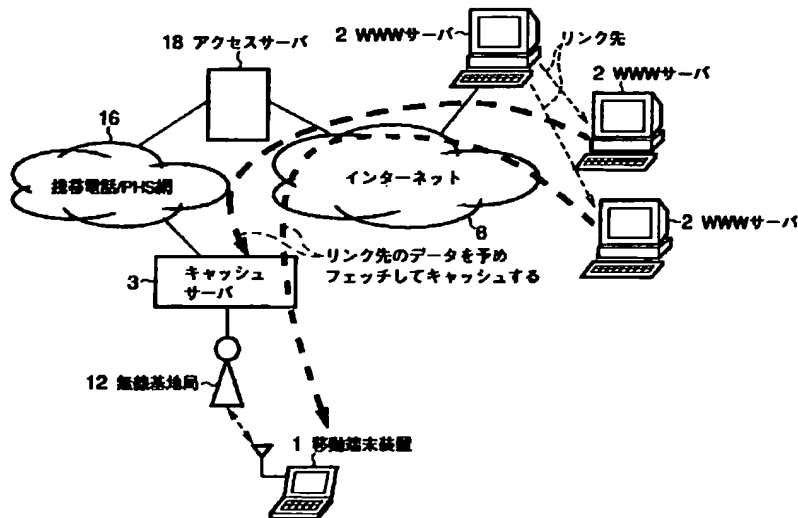 18 アクセスサーバ
2 WWWサーバ
リンク先
2 WWWサーバ
16
携帯電話/PHS網
インターネット
6
2 WWWサーバ
リンク先のデータを予め
フェッチしてキャッシュする
3
キャッシュ
サーバ
12 無線基地局
1 移動端末装置